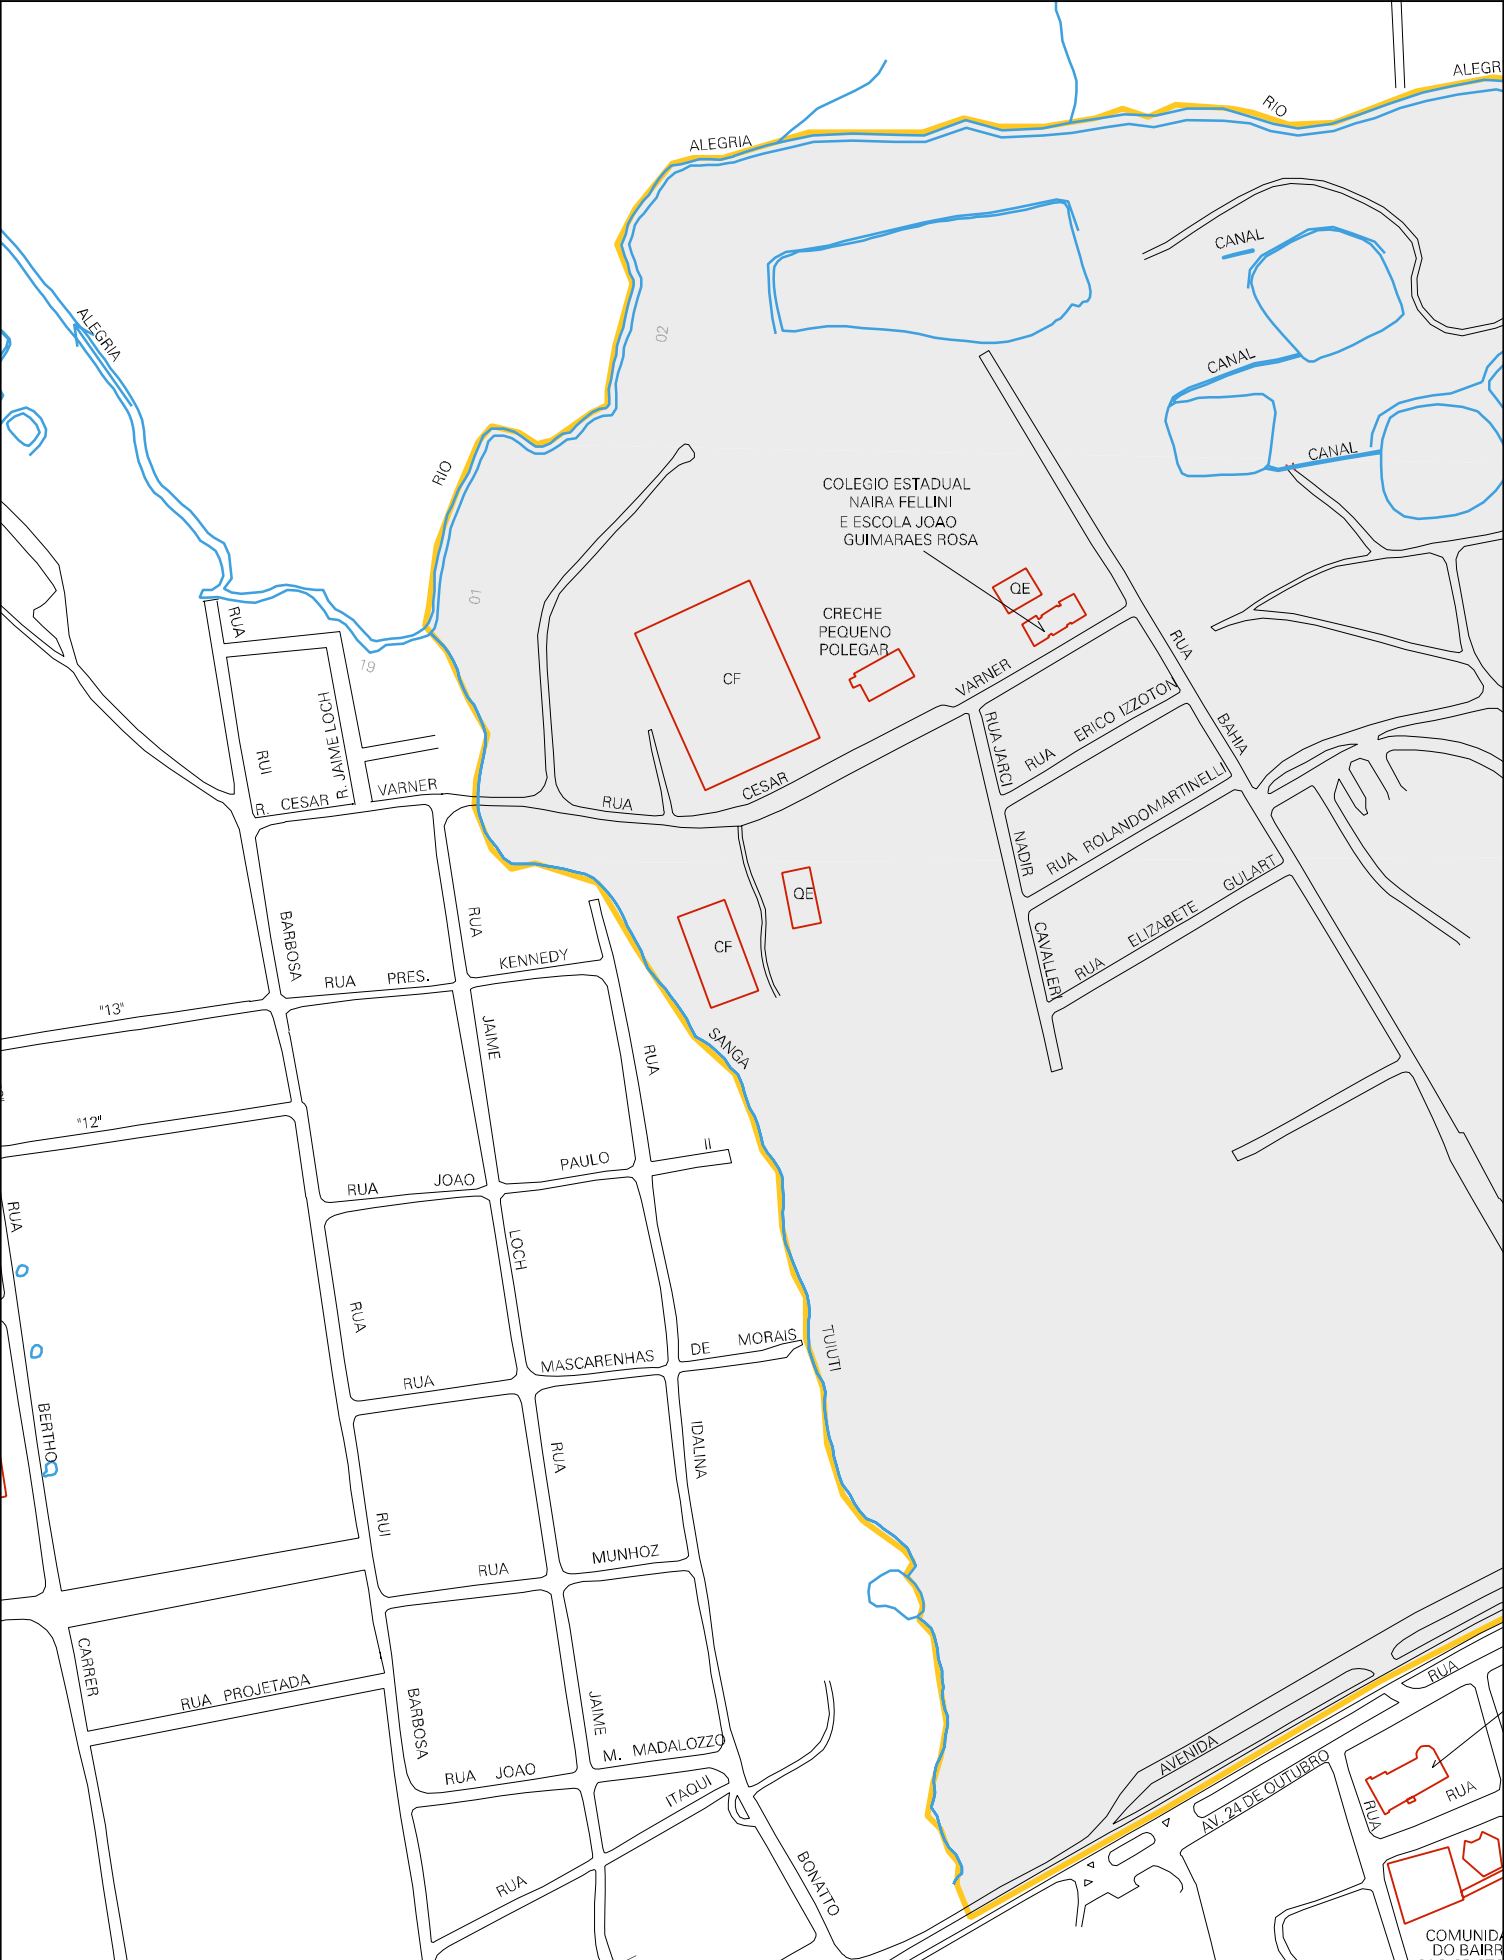 ALEGR
RIO
ALEGRIA
CANAL
ALEGRIA
02
CANAL
CANAL
RIO
COLEGIO ESTADUAL
NAIRA FELLINI
E ESCOLA JOAO
GUIMARAES ROSA
QE
01
CRECHE
PEQUENO
POLEGAR
RUA
RUA
19
CF
VARNER
RUA JARCI
RUA ERICO IZZOTON
BAHIA
R. JAIME LOCH
RUI
R. CESAR VARNER
RUA CESAR
NADIR
RUA ROLANDOMARTINELLI
QE
GULART
ELIZABETE
RUA
CAVALLERI
BARBOSA
RUA
CF
KENNEDY
RUA PRES.
"13"
JAIME
RUA
SANGA
"12"
II
PAULO
RUA JOAO
RUA
LOCH
RUA
TUIUTI
DE MORAIS
MASCARENHAS
RUA
BERTHO
IDALINA
RUA
RUI
MUNHOZ
RUA
CARRER
RUA PROJETADA
BARBOSA
JAIME
M. MADALOZZO
RUA JOAO
ITAQUI
RUA
BONATTO
AVENIDA
RUA
AV. 24 DE OUTUBRO
RUA
RUA
COMUNIDA
DO BAIRR